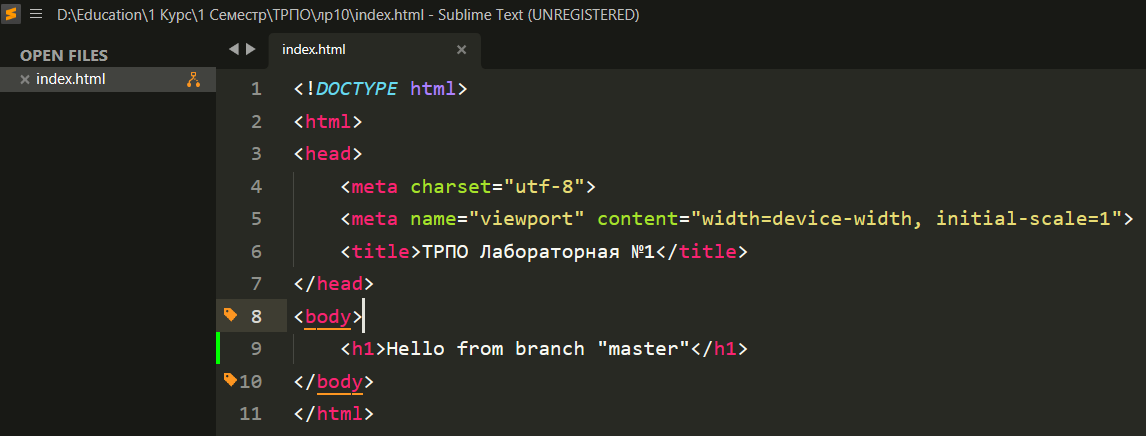 D:\Education\1 Курс\1 Семестр\ТРПО\лр10\index.html - Sublime Text (UNREGISTERED)
OPEN FILES
index.html
index.html
1 <!DOCTYPE html>
2 <html>
3 <head>
4 <meta charset="utf-8">
5 <meta name="viewport" content="width=device-width, initial-scale=1">
6 <title>ТРПО Лабораторная №1</title>
7 </head>
8 <body>
9 <h1>Hello from branch "master"</h1>
10 </body>
11 </html>